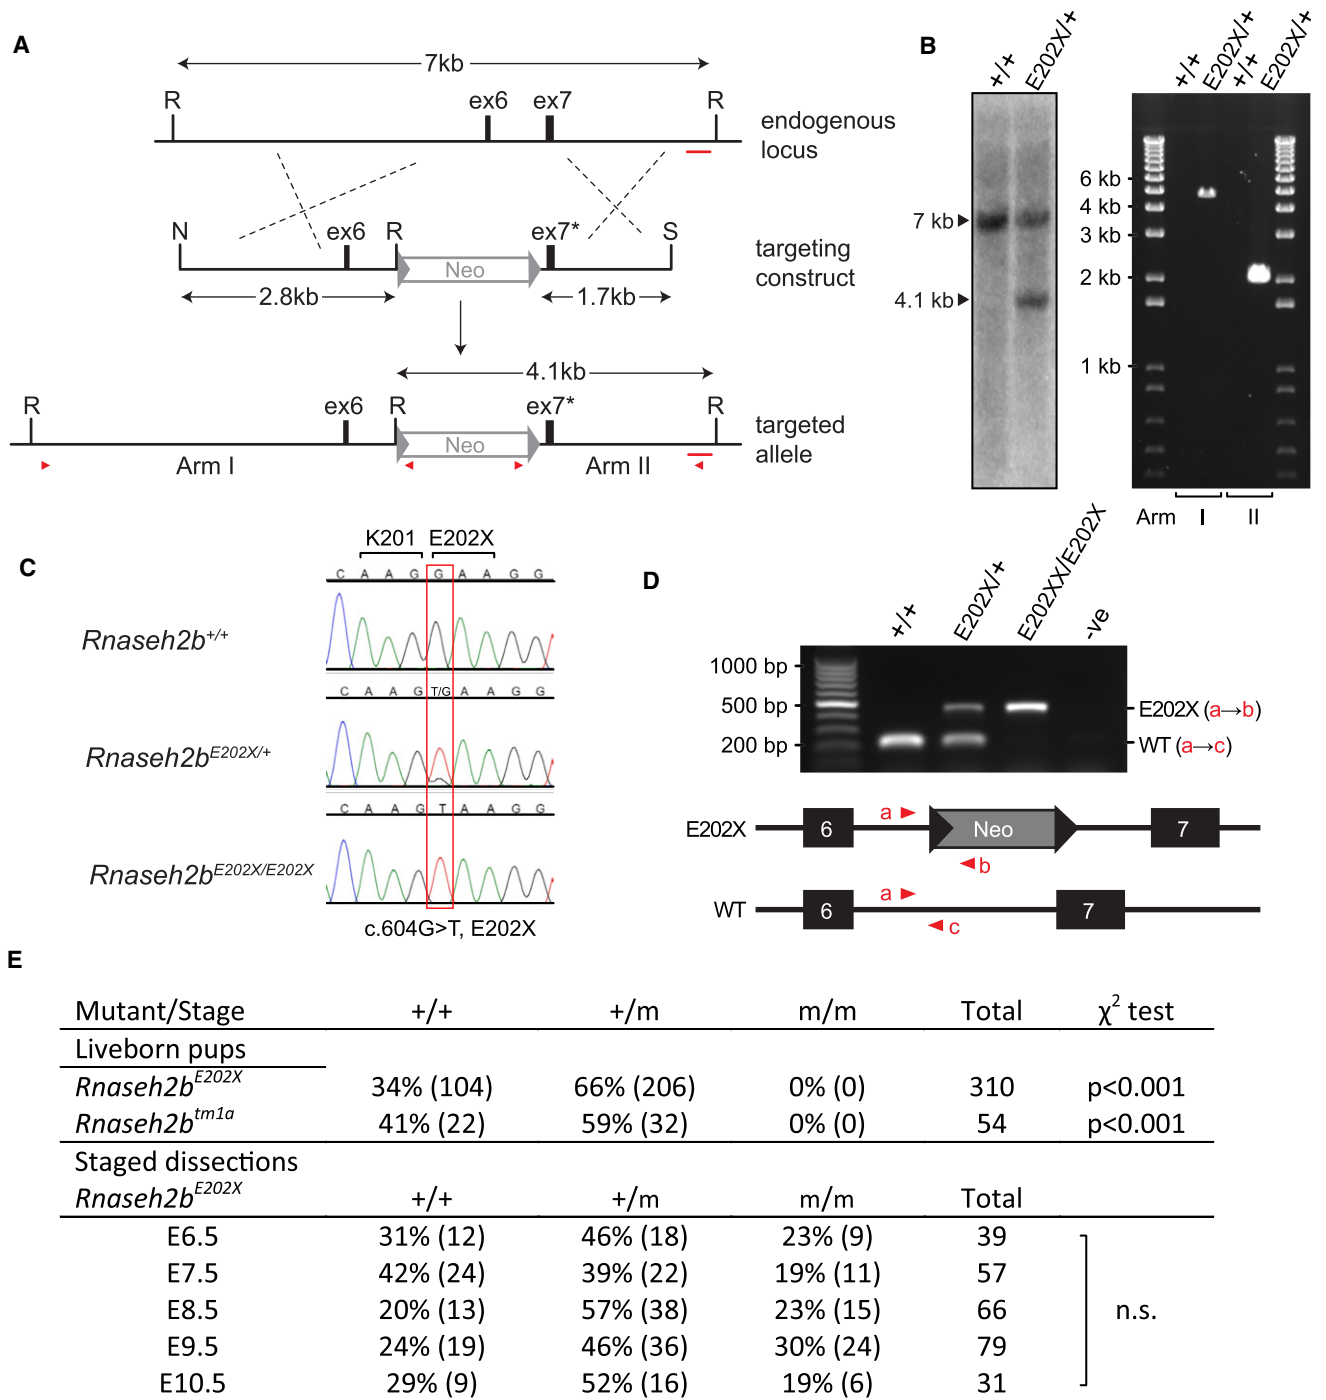 A
7kb
R ex6 ex7 R
endogenous
locus
N ex6 R ex7* S
Neo
targeting
construct
2.8kb 1.7kb
4.1kb
R ex6 R ex7* R
Neo
Arm I Arm II
targeted
allele
B
+/+ E202X/+
7 kb
4.1 kb
+/+ E202X/+ +/+ E202X/+
6 kb
4 kb
3 kb
2 kb
1 kb
Arm I II
C
K201 E202X
C A A G G A A G G
Rnaseh2b+/+
C A A G T/G A A G G
Rnaseh2bE202X/+
C A A G T A A G G
Rnaseh2bE202X/E202X
c.604G>T, E202X
D
+/+ E202X/+ E202XX/E202X -ve
1000 bp
500 bp
200 bp
E202X (a→b)
WT (a→c)
E202X 6 a Neo b 7
WT 6 a c 7
E
Mutant/Stage +/+ +/m m/m Total χ2 test
Liveborn pups
Rnaseh2bE202X 34% (104) 66% (206) 0% (0) 310 p<0.001
Rnaseh2btm1a 41% (22) 59% (32) 0% (0) 54 p<0.001
Staged dissections
Rnaseh2bE202X +/+ +/m m/m Total
E6.5 31% (12) 46% (18) 23% (9) 39
E7.5 42% (24) 39% (22) 19% (11) 57
E8.5 20% (13) 57% (38) 23% (15) 66 n.s.
E9.5 24% (19) 46% (36) 30% (24) 79
E10.5 29% (9) 52% (16) 19% (6) 31